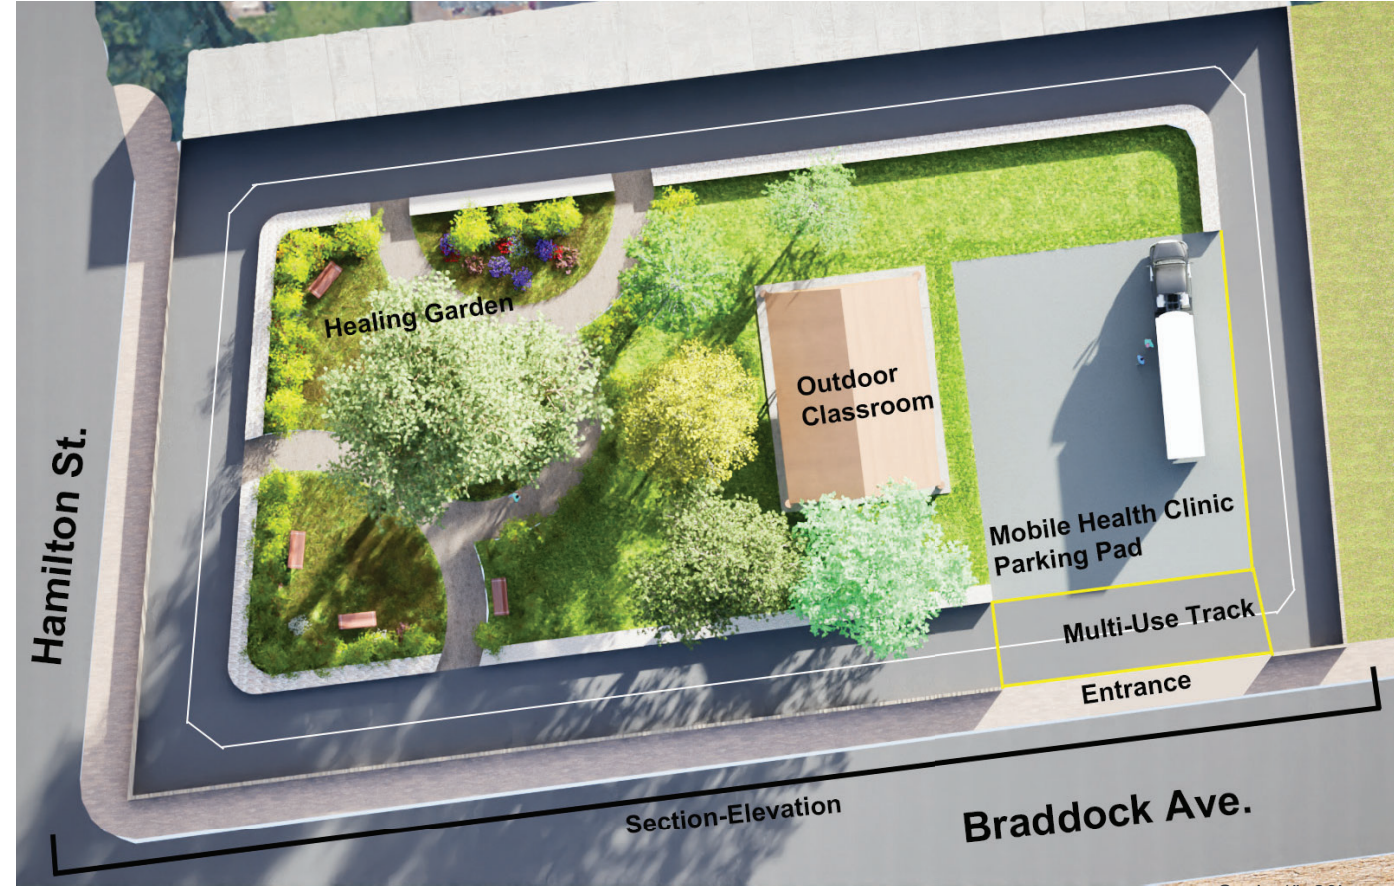 Healing Garden
Outdoor
Classroom
Mobile Health Clinic
Parking Pad
Multi-Use Track
Entrance
Hamilton St.
Section-Elevation
Braddock Ave.